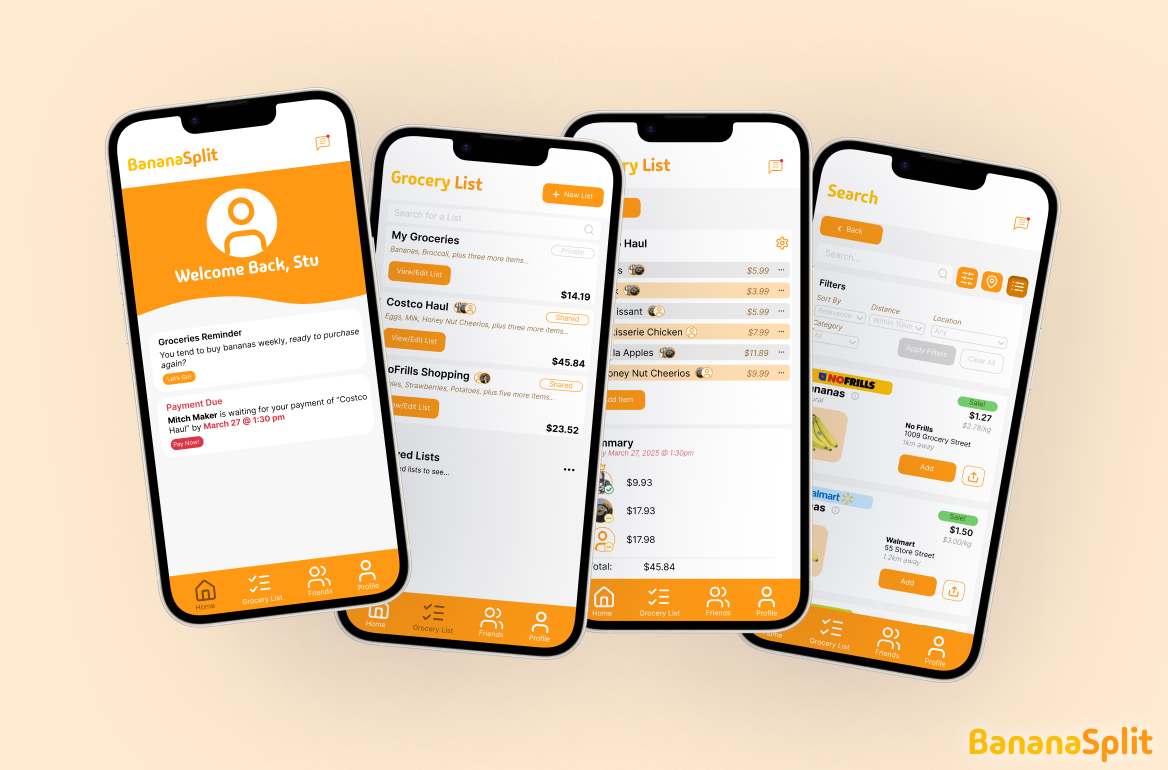 BananaSplit
Welcome Back, Stu
Groceries Reminder
You tend to buy bananas weekly, ready to purchase
again?
Let's Go!
Payment Due
Mitch Maker is waiting for your payment of "Costco
Haul" by March 27 @ 1:30 pm
Pay Now!
Home
Grocery List
Friends
Profile
Grocery List
+ New List
Search for a List
My Groceries
Private
Bananas, Broccoli, plus three more items...
View/Edit List
$14.19
Costco Haul
Shared
Eggs, Milk, Honey Nut Cheerios, plus three more items...
View/Edit List
$45.84
oFrills Shopping
Shared
les, Strawberries, Potatoes, plus five more items...
ew/Edit List
$23.52
ed Lists
ed lists to see...
Home
Grocery List
Friends
Profile
ry List
Haul
s $5.99
k $3.99
issant $5.99
tisserie Chicken $7.99
la Apples $11.89
oney Nut Cheerios $9.99
dd Item
mmary
y March 27, 2025 @ 1:30pm
$9.93
$17.93
$17.98
otal: $45.84
Home
Grocery List
Friends
Profile
Search
< Back
Search...
Filters
Sort By
Distance
Location
Relevance
Within 10km
Any
Category
All
Apply Filters
Clear All
NOFRILLS
nanas
ural
Sale!
$1.27
$2.78/kg
No Frills
1009 Grocery Street
1km away
Add
almart
nas
Sale!
$1.50
$3.00/kg
Walmart
55 Store Street
1.2km away
Add
ome
Grocery List
Friends
Profile
BananaSplit